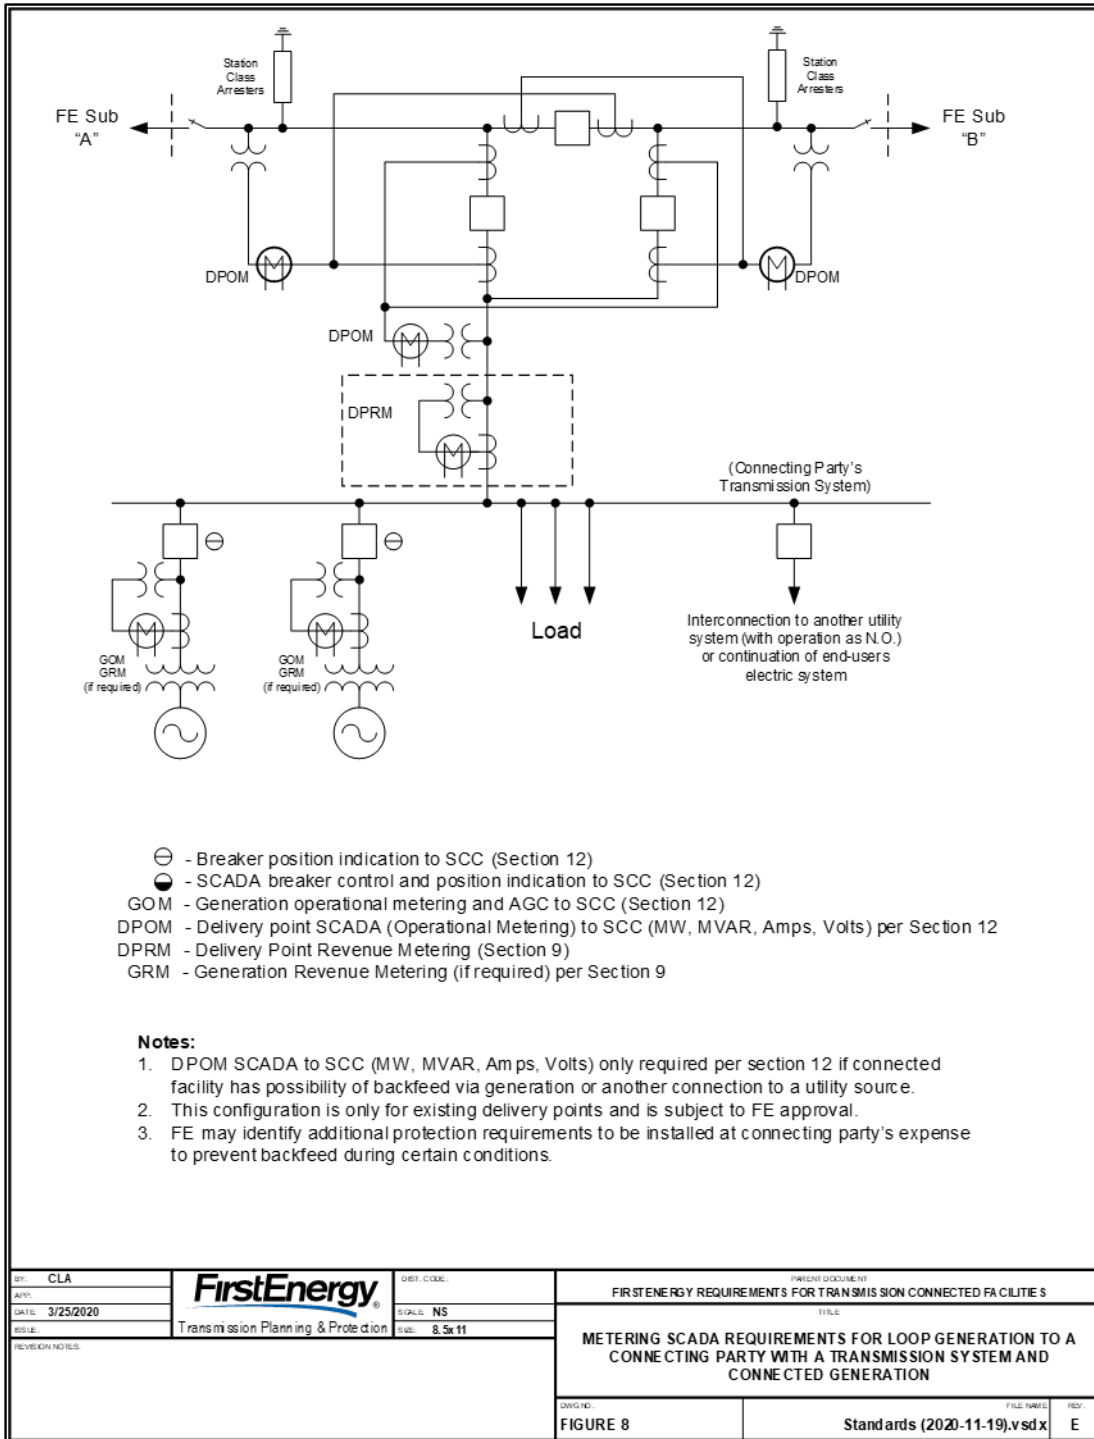 Station
Class
Arresters
Station
Class
Arresters
FE Sub
"A"
FE Sub
"B"
DPOM
DPOM
DPOM
DPRM
(Connecting Party's
Transmission System)
Load
Interconnection to another utility
system (with operation as N.O.)
or continuation of end-users
electric system
GOM
GRM
(if required)
GOM
GRM
(if required)
- Breaker position indication to SCC (Section 12)
- SCADA breaker control and position indication to SCC (Section 12)
GOM - Generation operational metering and AGC to SCC (Section 12)
DPOM - Delivery point SCADA (Operational Metering) to SCC (MW, MVAR, Amps, Volts) per Section 12
DPRM - Delivery Point Revenue Metering (Section 9)
GRM - Generation Revenue Metering (if required) per Section 9
Notes:
1. DPOM SCADA to SCC (MW, MVAR, Amps, Volts) only required per section 12 if connected
facility has possibility of backfeed via generation or another connection to a utility source.
2. This configuration is only for existing delivery points and is subject to FE approval.
3. FE may identify additional protection requirements to be installed at connecting party's expense
to prevent backfeed during certain conditions.
BY: CLA
APP:
DATE: 3/25/2020
ISSUE:
REVISION NOTES:
FirstEnergy®
Transmission Planning & Protection
DIST. CODE:
SCALE: NS
SIZE: 8.5x11
PARENT DOCUMENT
FIRSTENERGY REQUIREMENTS FOR TRANSMISSION CONNECTED FACILITIES
TITLE
METERING SCADA REQUIREMENTS FOR LOOP GENERATION TO A
CONNECTING PARTY WITH A TRANSMISSION SYSTEM AND
CONNECTED GENERATION
DWG NO.
FIGURE 8
FILE NAME
Standards (2020-11-19).vsdx
REV.
E